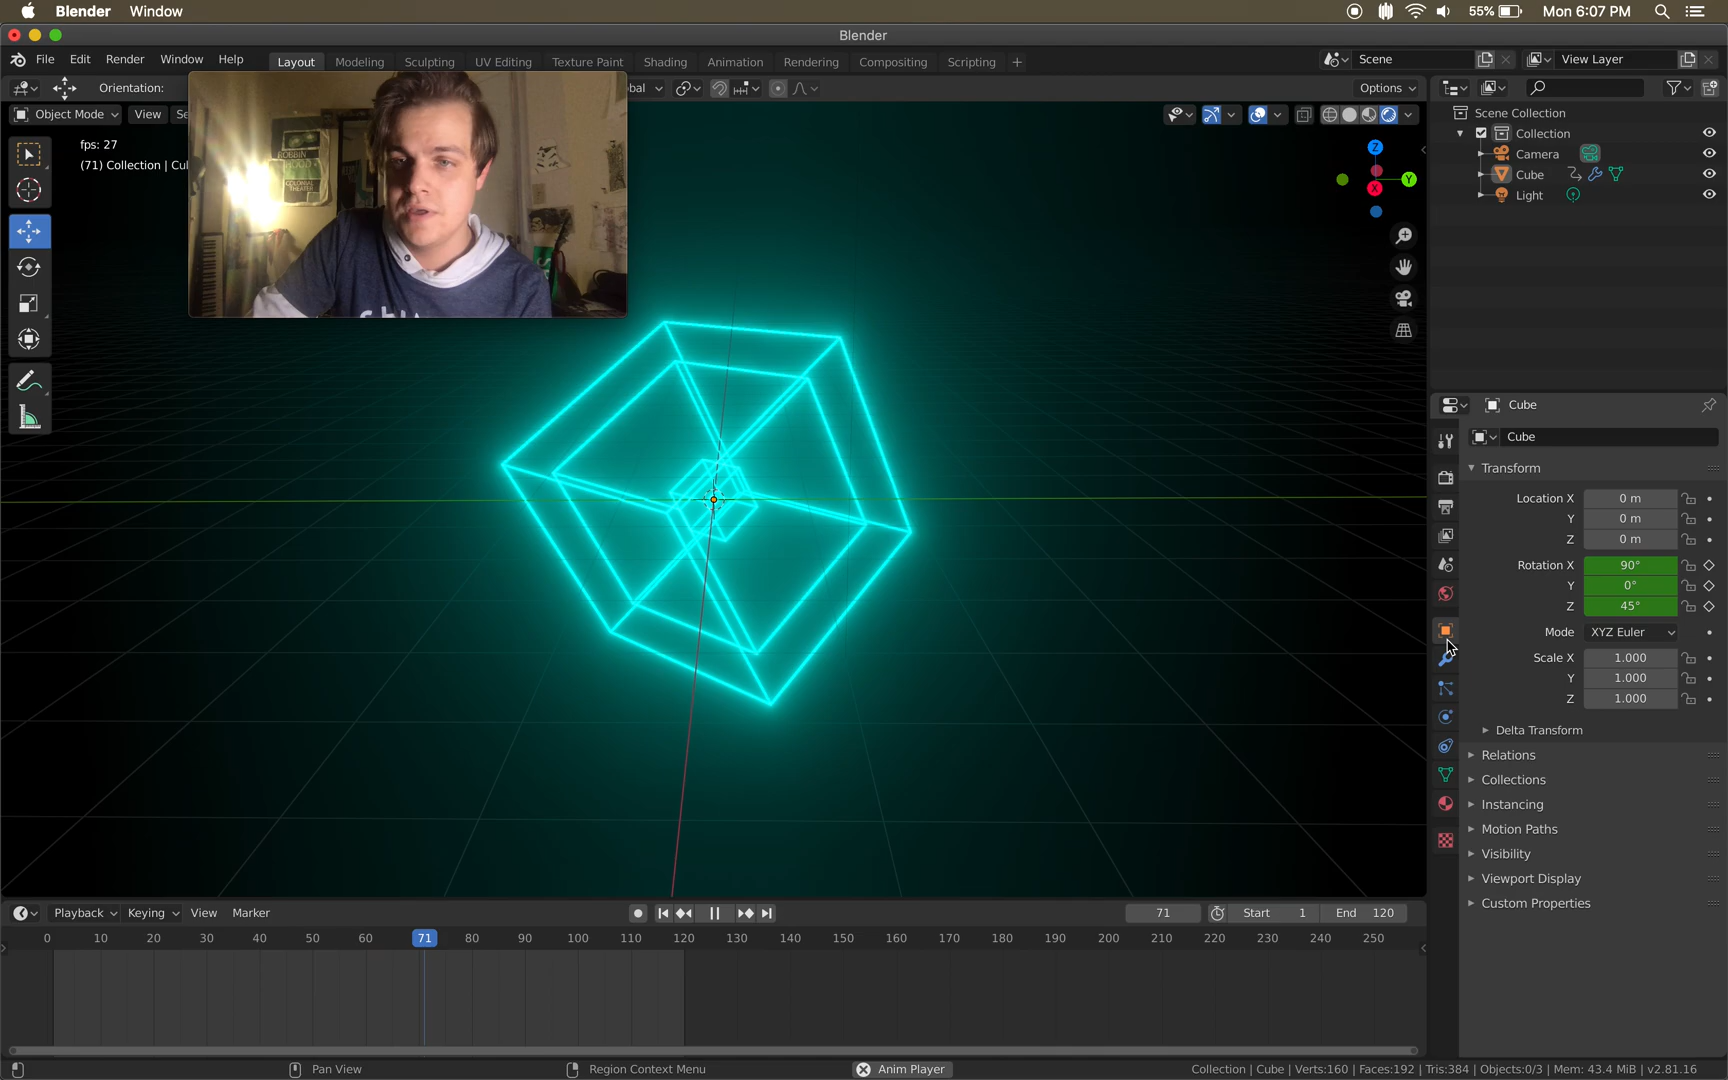 Blender Window 55% Mon 6:07 PM
Blender
File Edit Render Window Help Layout Modeling Sculpting UV Editing Texture Paint Shading Animation Rendering Compositing Scripting + Scene View Layer
Orientation: bal Options
Object Mode View Se
fps: 27
(71) Collection | Cu
Z
Y
X
Scene Collection
Collection
Camera
Cube
Light
ROBBIN
HOOD
COLONIAL
THEATER
Cube
Cube
Transform
Location X 0 m
Y 0 m
Z 0 m
Rotation X 90°
Y 0°
Z 45°
Mode XYZ Euler
Scale X 1.000
Y 1.000
Z 1.000
Delta Transform
Relations
Collections
Instancing
Motion Paths
Visibility
Viewport Display
Custom Properties
Playback Keying View Marker 71 Start 1 End 120
0 10 20 30 40 50 60 71 80 90 100 110 120 130 140 150 160 170 180 190 200 210 220 230 240 250
Pan View Region Context Menu Anim Player Collection | Cube | Verts:160 | Faces:192 | Tris:384 | Objects:0/3 | Mem: 43.4 MiB | v2.81.16